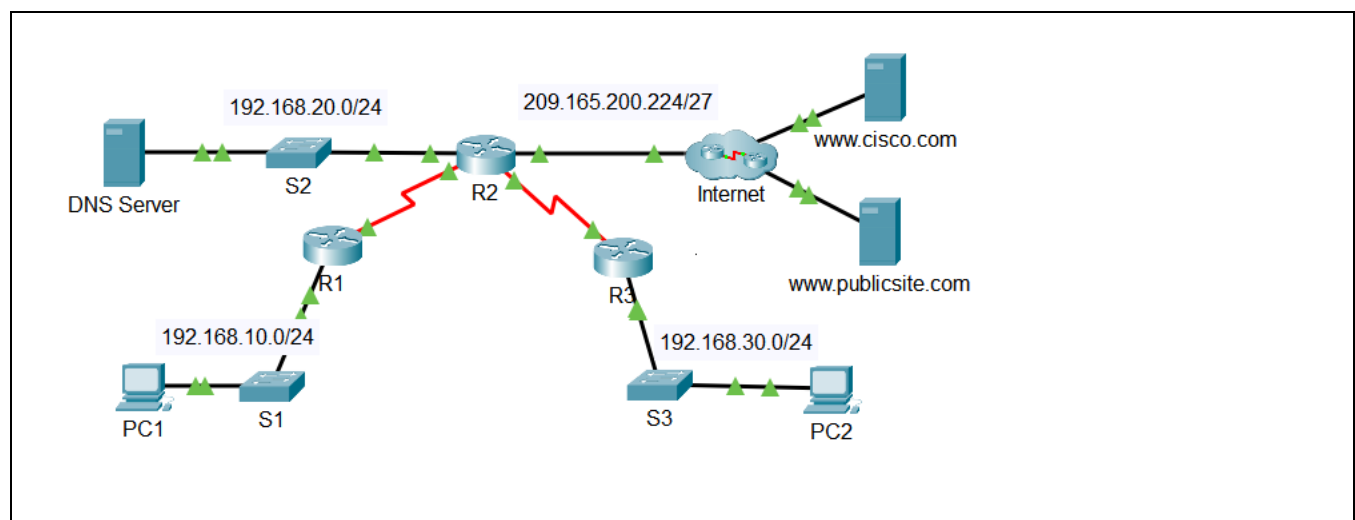 192.168.20.0/24
209.165.200.224/27
www.cisco.com
DNS Server
S2
R2
Internet
R1
R3
www.publicsite.com
192.168.10.0/24
192.168.30.0/24
PC1
S1
S3
PC2